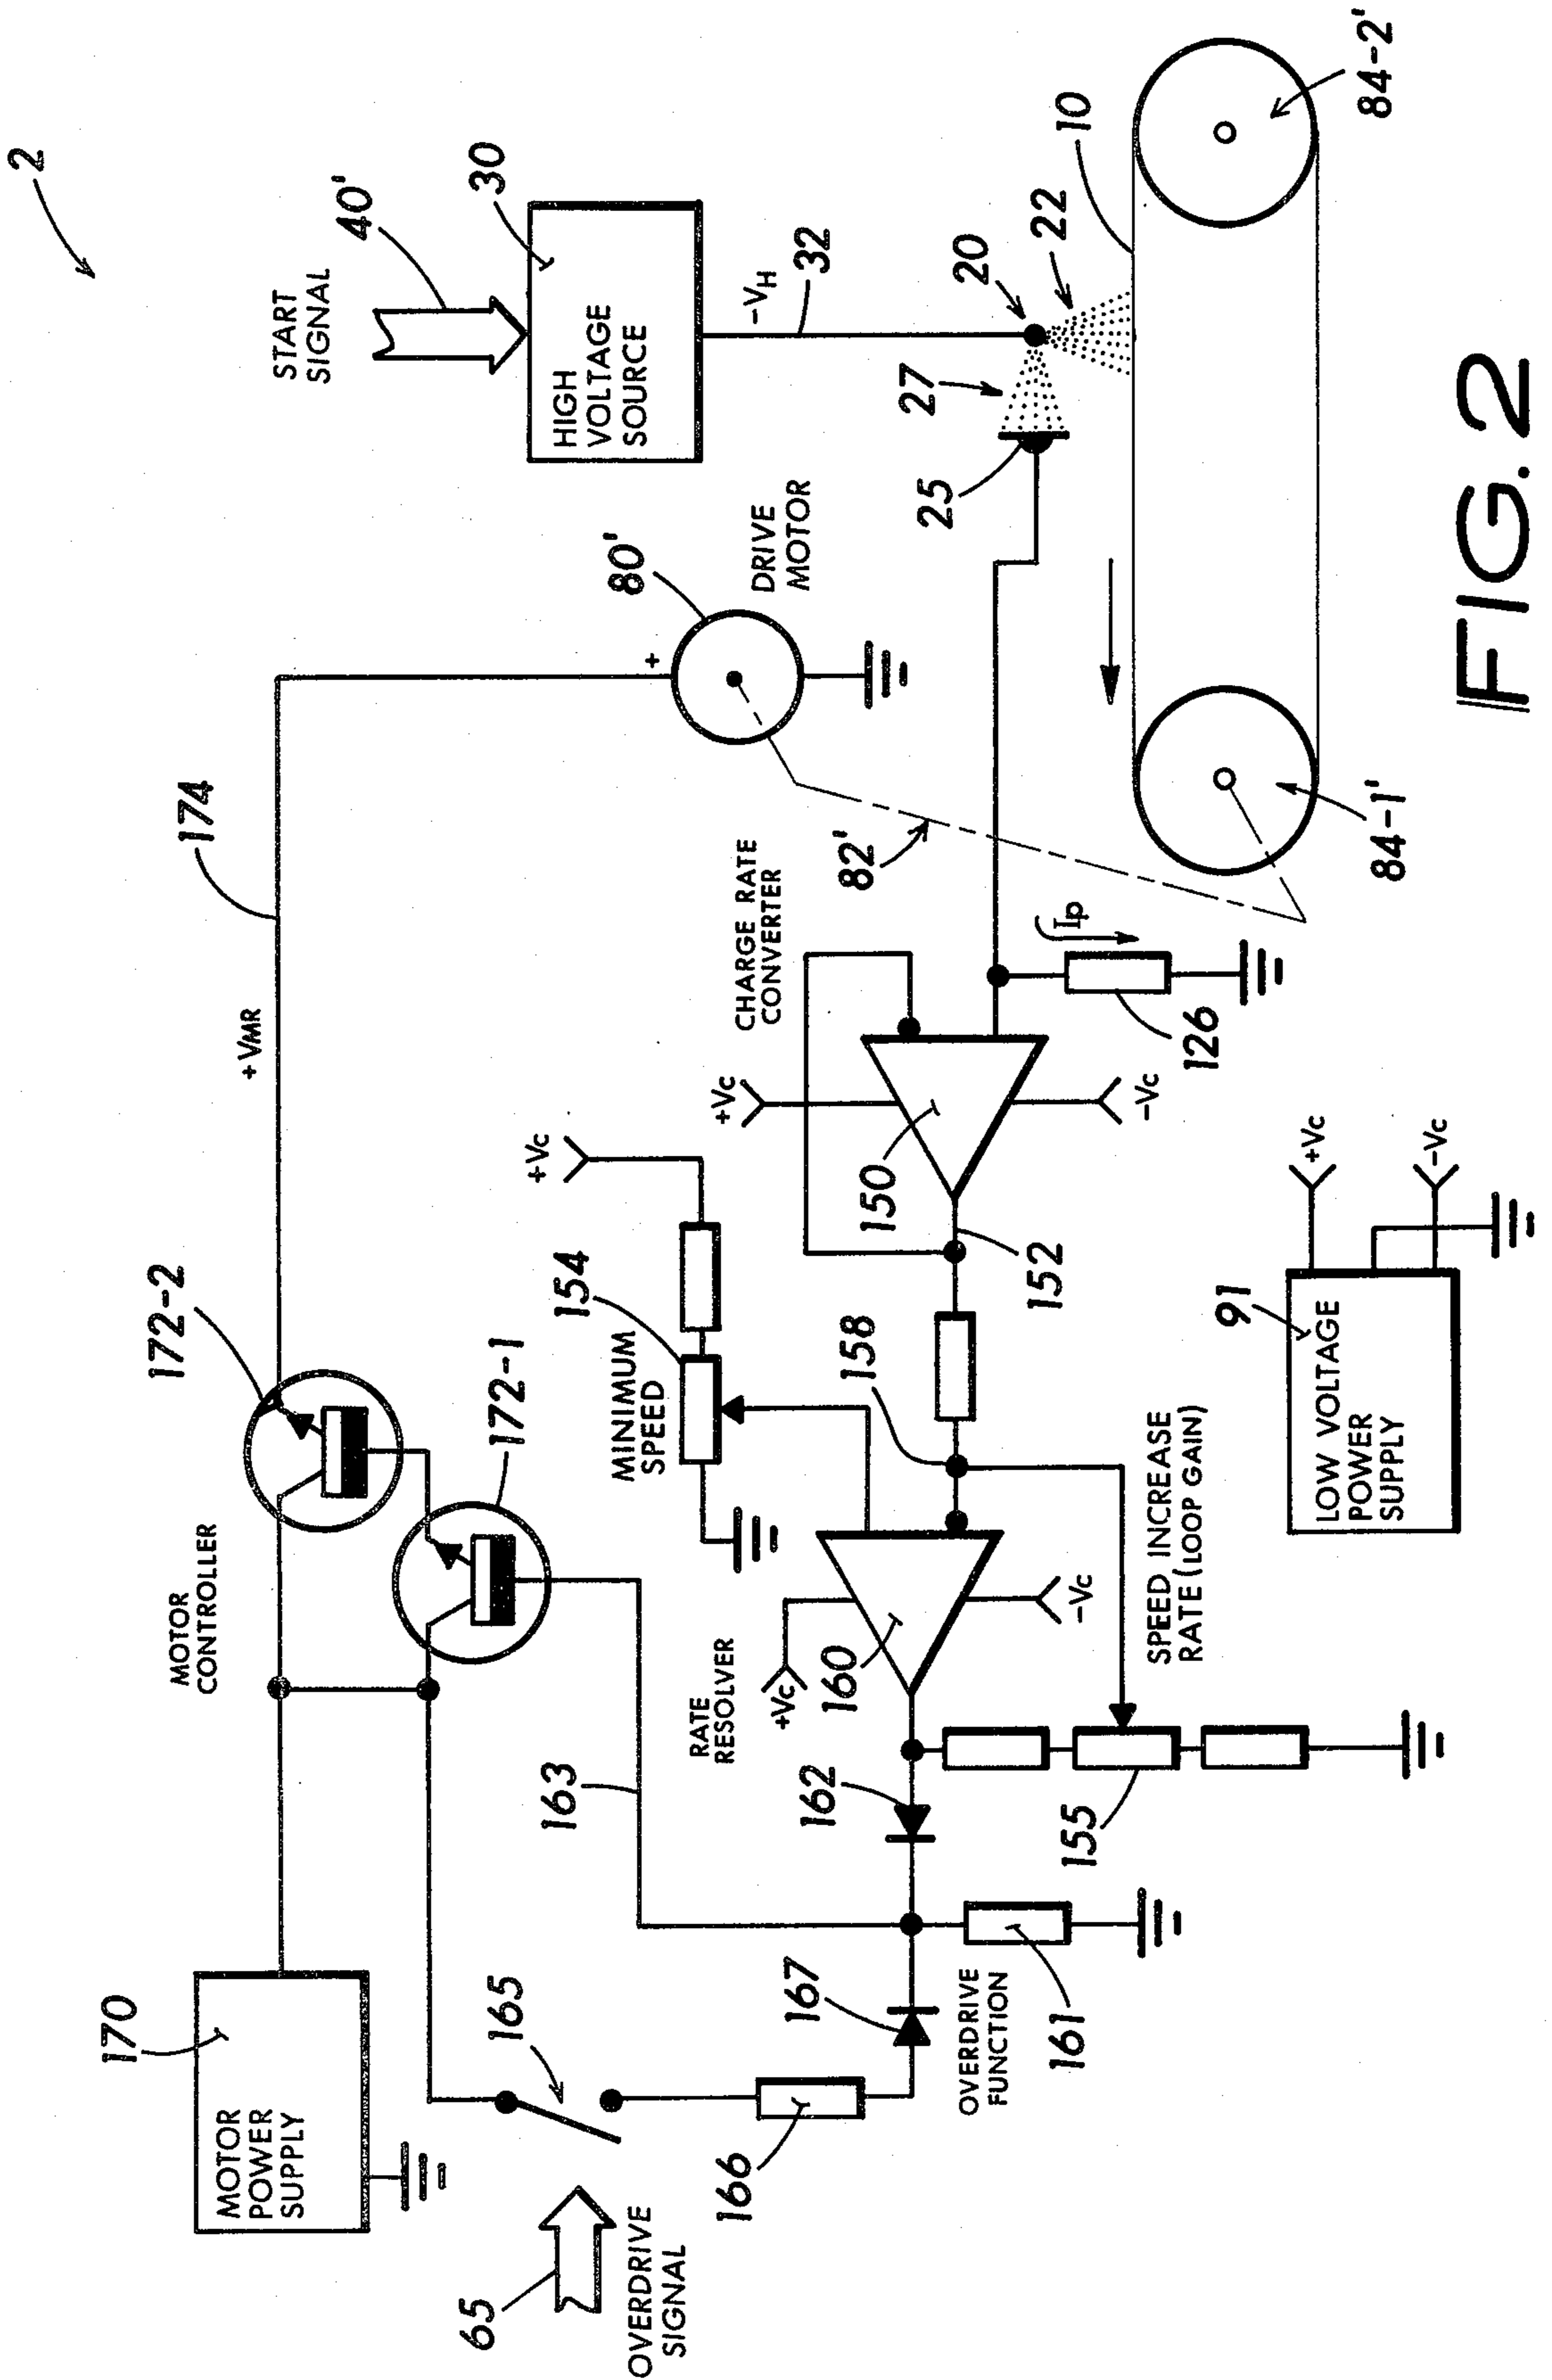 2
START
SIGNAL
40'
HIGH
VOLTAGE
SOURCE
30
-VH
32
20
22
10
27
25
84-2'
84-1'
80'
DRIVE
MOTOR
82'
174
+VMR
CHARGE RATE
CONVERTER
Ip
126
+Vc
-Vc
150
152
+Vc
154
MINIMUM
SPEED
158
172-2
172-1
MOTOR
CONTROLLER
RATE
RESOLVER
+Vc
160
-Vc
SPEED INCREASE
RATE (LOOP GAIN)
155
162
163
167
OVERDRIVE
FUNCTION
161
165
166
170
MOTOR
POWER
SUPPLY
65
OVERDRIVE
SIGNAL
91
LOW VOLTAGE
POWER
SUPPLY
+Vc
-Vc
+
FIG. 2